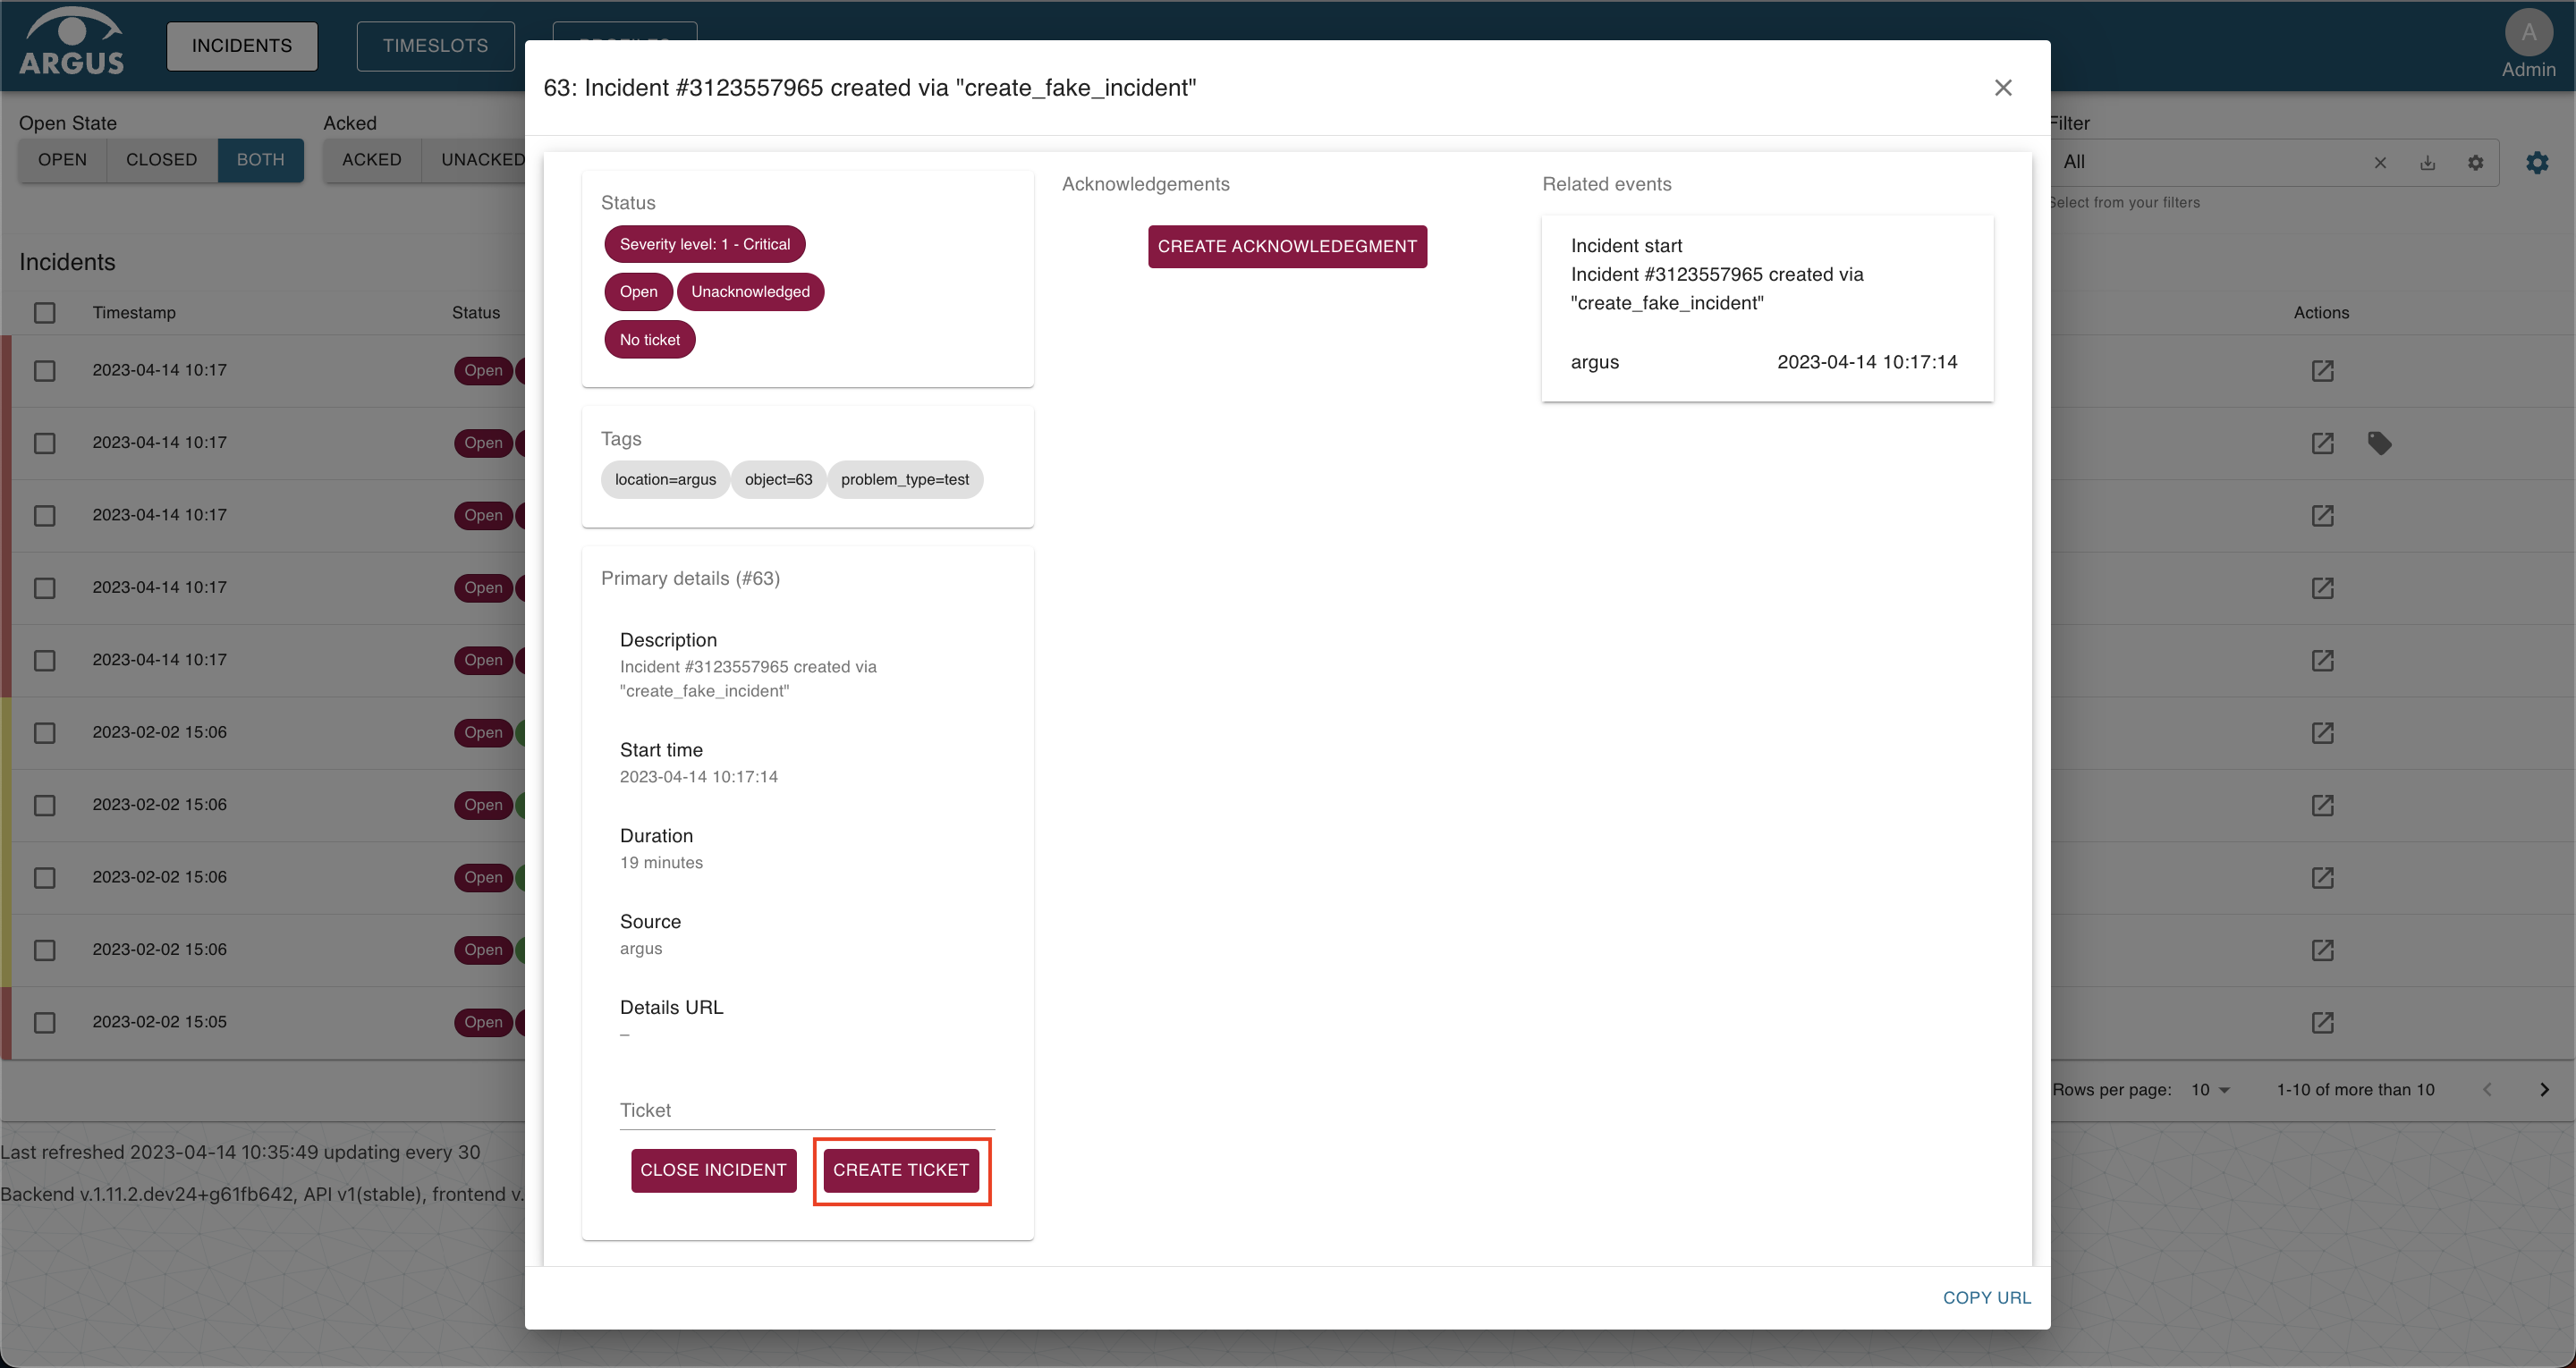 ARGUS
INCIDENTS
TIMESLOTS
A
Admin
Open State
OPEN
CLOSED
BOTH
Acked
ACKED
UNACKED
Filter
All
Select from your filters
Incidents
Timestamp
Status
Actions
2023-04-14 10:17
Open
2023-04-14 10:17
Open
2023-04-14 10:17
Open
2023-04-14 10:17
Open
2023-04-14 10:17
Open
2023-02-02 15:06
Open
2023-02-02 15:06
Open
2023-02-02 15:06
Open
2023-02-02 15:06
Open
2023-02-02 15:05
Open
Rows per page:
10
1-10 of more than 10
Last refreshed 2023-04-14 10:35:49 updating every 30
Backend v.1.11.2.dev24+g61fb642, API v1(stable), frontend v.
63: Incident #3123557965 created via "create_fake_incident"
Status
Severity level: 1 - Critical
Open
Unacknowledged
No ticket
Tags
location=argus
object=63
problem_type=test
Primary details (#63)
Description
Incident #3123557965 created via
"create_fake_incident"
Start time
2023-04-14 10:17:14
Duration
19 minutes
Source
argus
Details URL
–
Ticket
CLOSE INCIDENT
CREATE TICKET
Acknowledgements
CREATE ACKNOWLEDEGMENT
Related events
Incident start
Incident #3123557965 created via
"create_fake_incident"
argus
2023-04-14 10:17:14
COPY URL